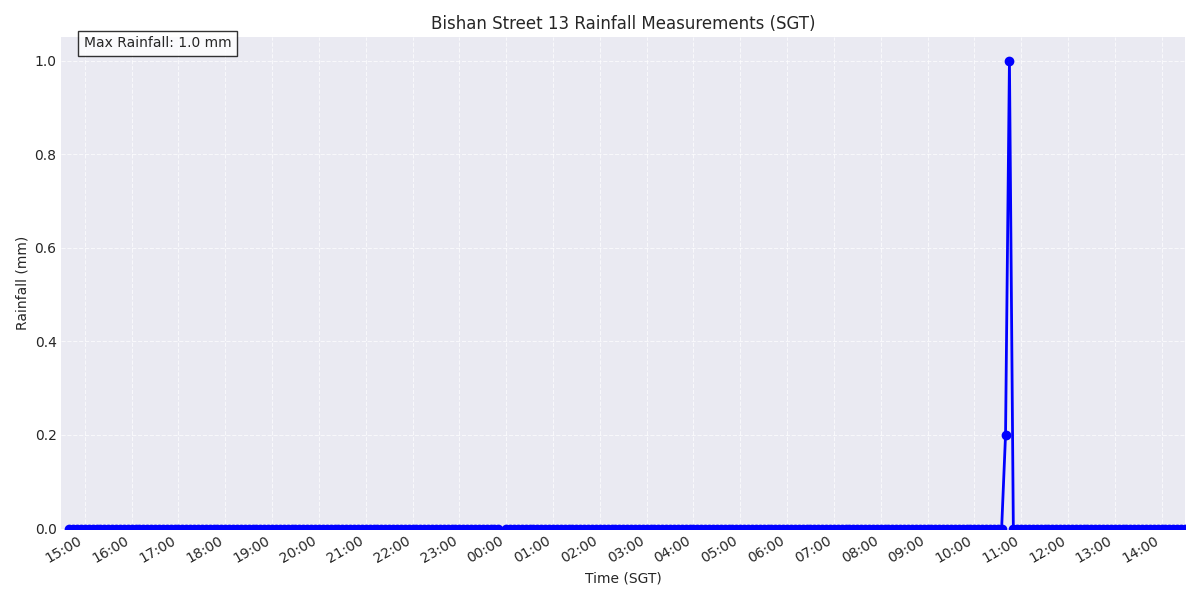 Bishan Street 13 Rainfall Measurements (SGT)
Max Rainfall: 1.0 mm
1.0
0.8
0.6
0.4
0.2
0.0
Rainfall (mm)
15:00 16:00 17:00 18:00 19:00 20:00 21:00 22:00 23:00 00:00 01:00 02:00 03:00 04:00 05:00 06:00 07:00 08:00 09:00 10:00 11:00 12:00 13:00 14:00
Time (SGT)